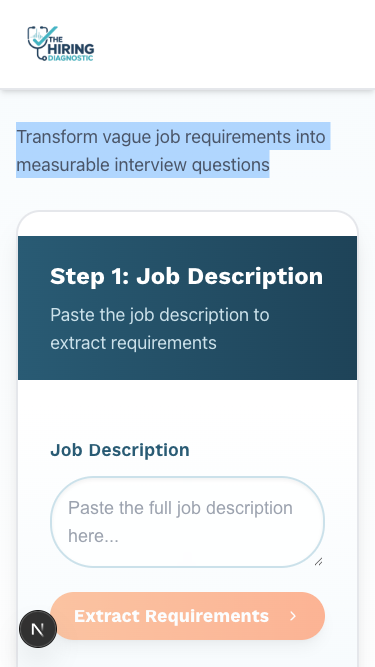 THE
HIRING
DIAGNOSTIC
Transform vague job requirements into
measurable interview questions
Step 1: Job Description
Paste the job description to
extract requirements
Job Description
Paste the full job description
here...
Extract Requirements
N